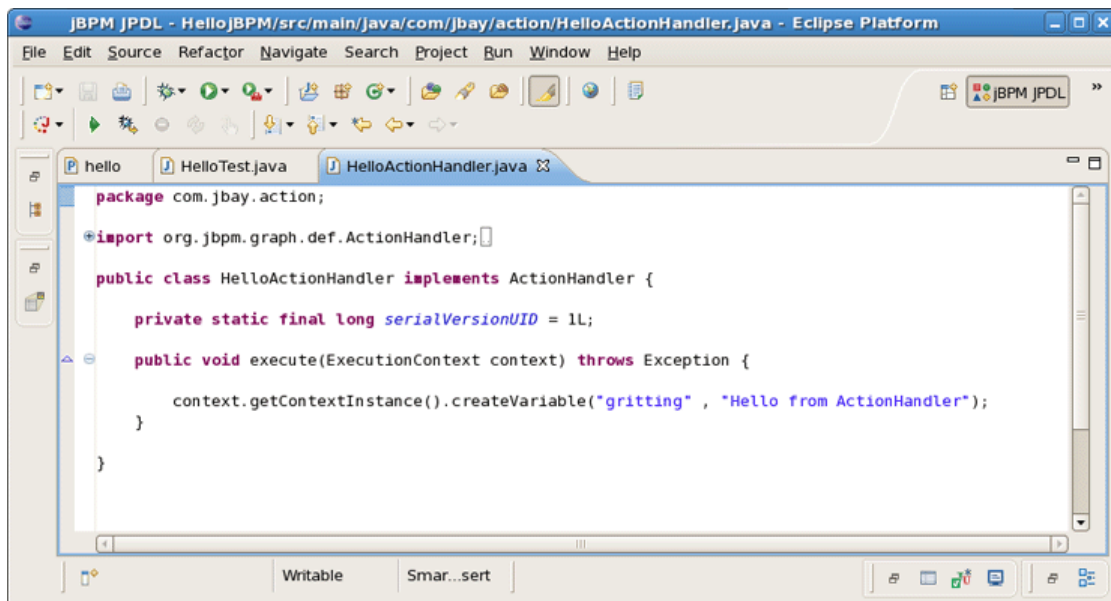 jBPM JPDL - HellojBPM/src/main/java/com/jbay/action/HelloActionHandler.java - Eclipse Platform
File Edit Source Refactor Navigate Search Project Run Window Help
jBPM JPDL
hello HelloTest.java HelloActionHandler.java
package com.jbay.action;
import org.jbpm.graph.def.ActionHandler;
public class HelloActionHandler implements ActionHandler {
private static final long serialVersionUID = 1L;
public void execute(ExecutionContext context) throws Exception {
context.getContextInstance().createVariable("gritting" , "Hello from ActionHandler");
}
}
Writable Smar...sert